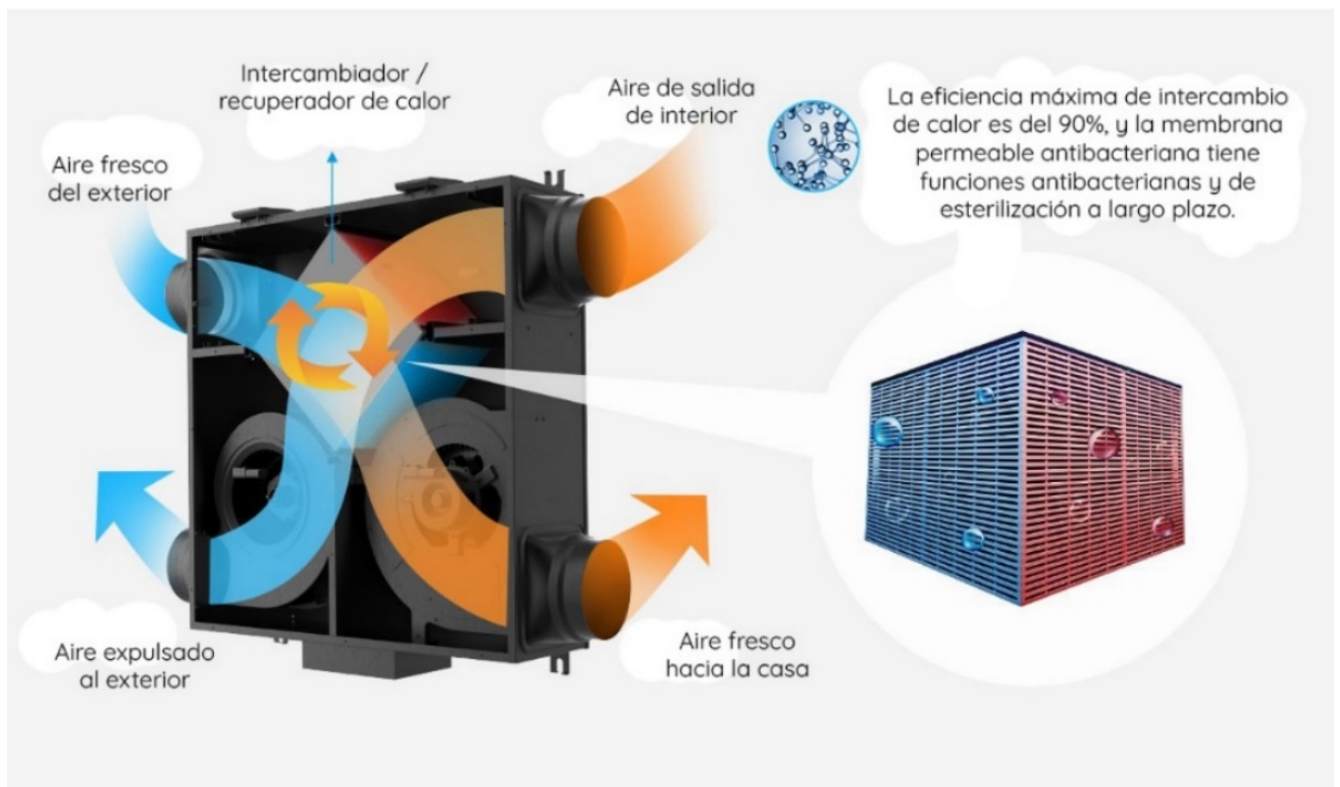 Intercambiador /
recuperador de calor
Aire de salida
de interior
La eficiencia máxima de intercambio
de calor es del 90%, y la membrana
permeable antibacteriana tiene
funciones antibacterianas y de
esterilización a largo plazo.
Aire fresco
del exterior
Aire expulsado
al exterior
Aire fresco
hacia la casa